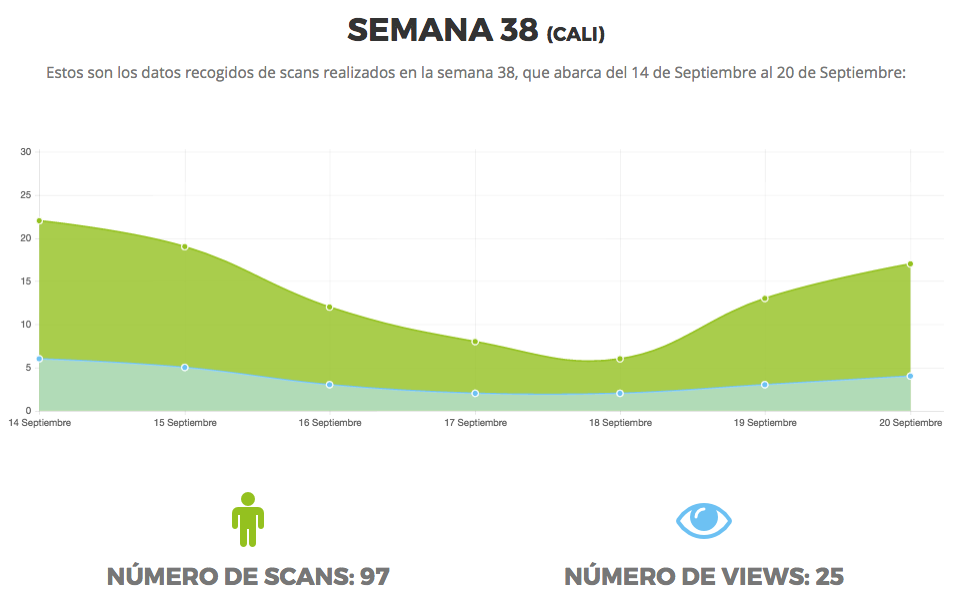 SEMANA 38 (CALI)
Estos son los datos recogidos de scans realizados en la semana 38, que abarca del 14 de Septiembre al 20 de Septiembre:
30
25
20
15
10
5
0
14 Septiembre 15 Septiembre 16 Septiembre 17 Septiembre 18 Septiembre 19 Septiembre 20 Septiembre
NÚMERO DE SCANS: 97 NÚMERO DE VIEWS: 25